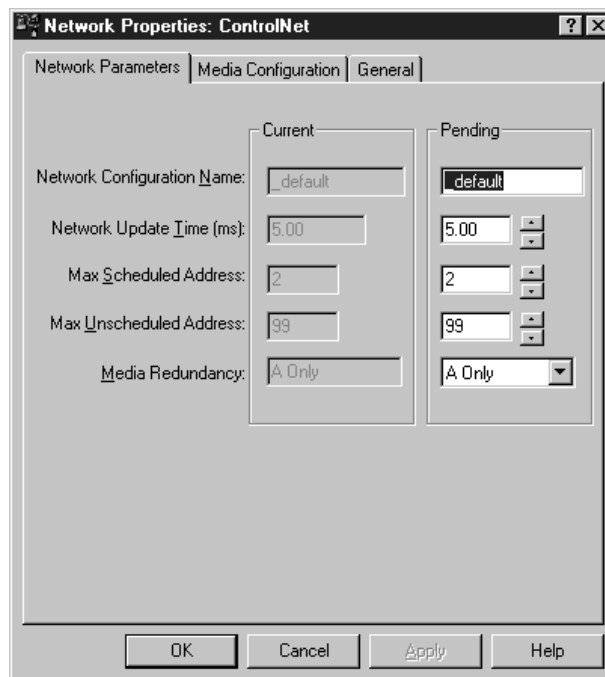 Network Properties: ControlNet
Network Parameters Media Configuration General
Current Pending
Network Configuration Name: _default _default
Network Update Time (ms): 5.00 5.00
Max Scheduled Address: 2 2
Max Unscheduled Address: 99 99
Media Redundancy: A Only A Only
OK Cancel Apply Help